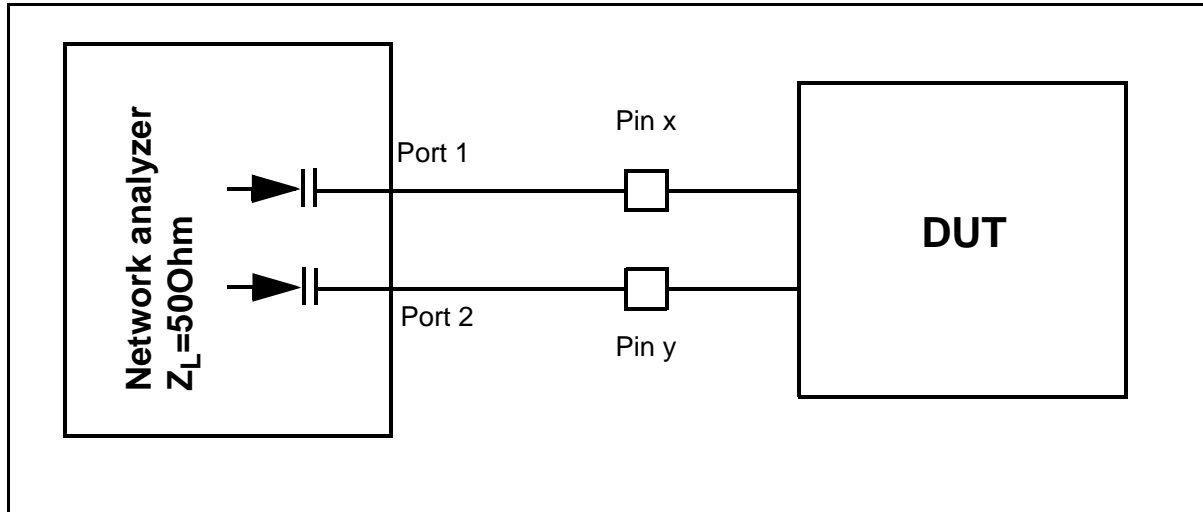 Network analyzer
Z_L=50Ohm
Port 1
Port 2
Pin x
Pin y
DUT